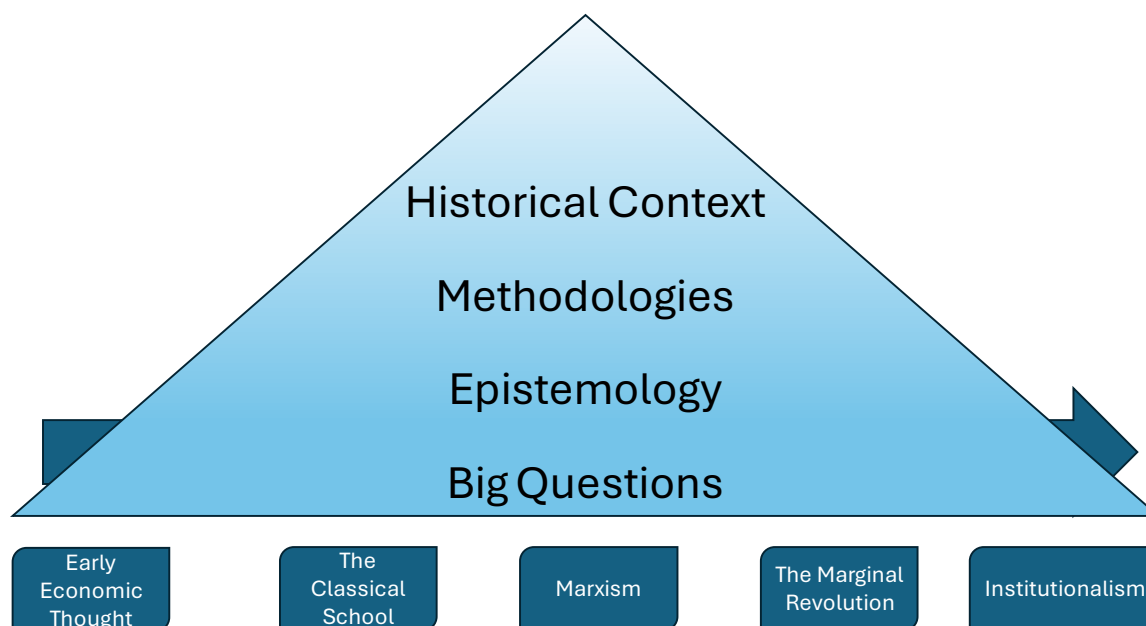 Historical Context
Methodologies
Epistemology
Big Questions
Early
Economic
Thought
The
Classical
School
Marxism
The Marginal
Revolution
Institutionalism